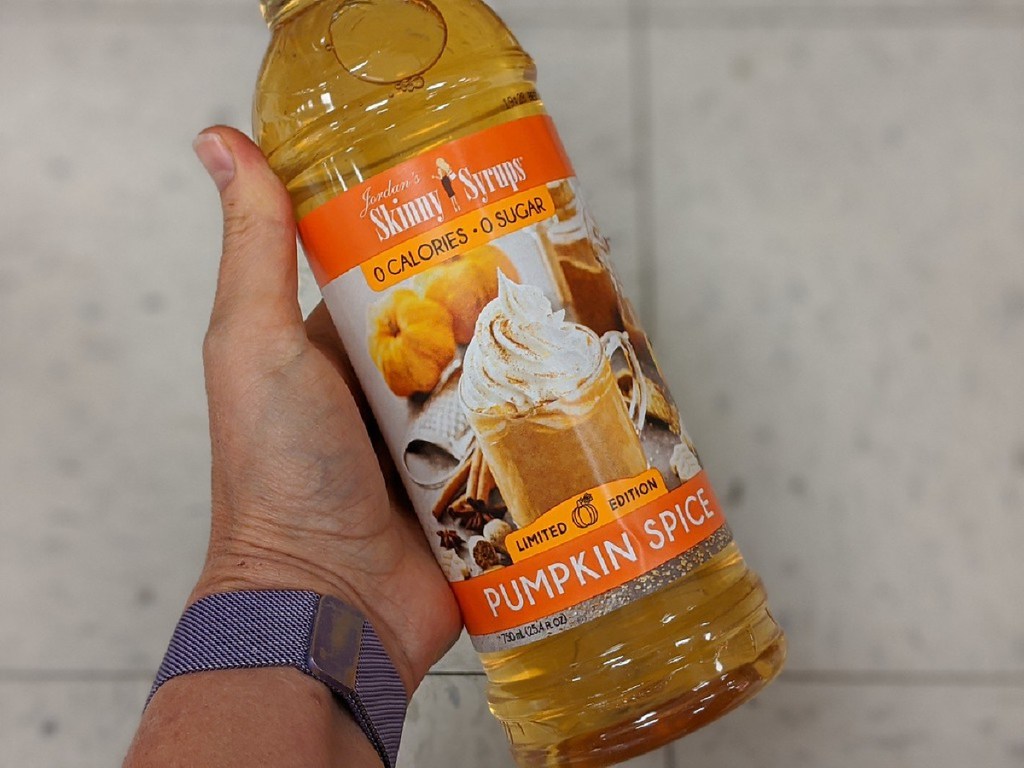 Jordan's
Skinny Syrups
0 CALORIES • 0 SUGAR
LIMITED EDITION
PUMPKIN SPICE
750 mL (25.4 fl oz)